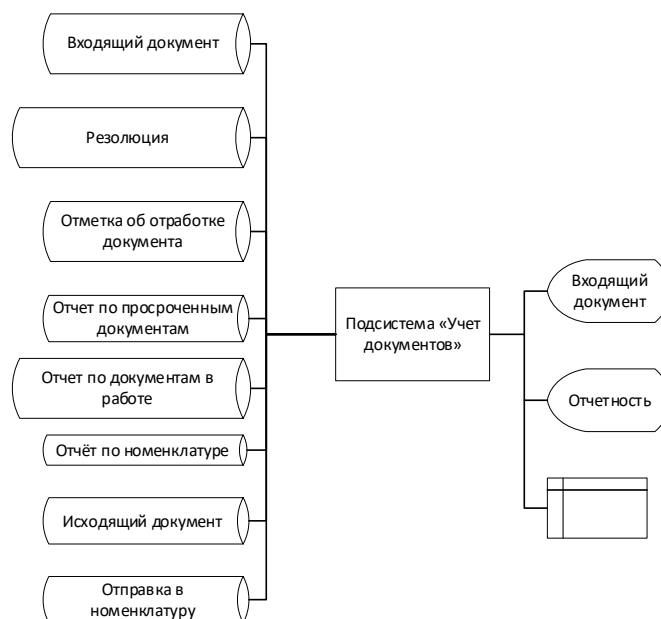 Входящий документ
Резолюция
Отметка об отработке
документа
Отчет по просроченным
документам
Отчет по документам в
работе
Отчёт по номенклатуре
Исходящий документ
Отправка в
номенклатуру
Подсистема «Учет
документов»
Входящий
документ
Отчетность